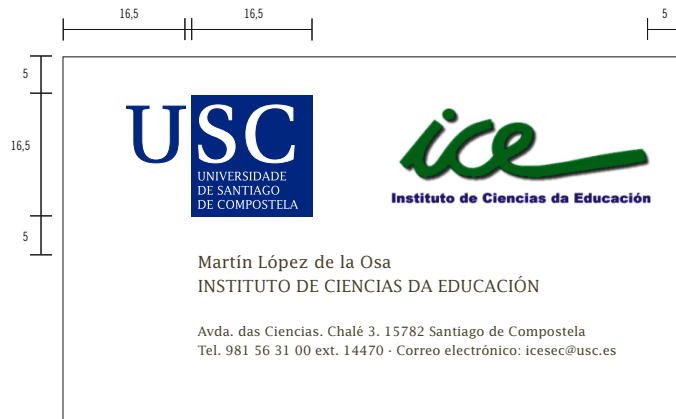 16,5
16,5
5
5
16,5
5
USC
UNIVERSIDADE
DE SANTIAGO
DE COMPOSTELA
ice
Instituto de Ciencias da Educación
Martín López de la Osa
INSTITUTO DE CIENCIAS DA EDUCACIÓN
Avda. das Ciencias. Chalé 3. 15782 Santiago de Compostela
Tel. 981 56 31 00 ext. 14470 · Correo electrónico: icesec@usc.es